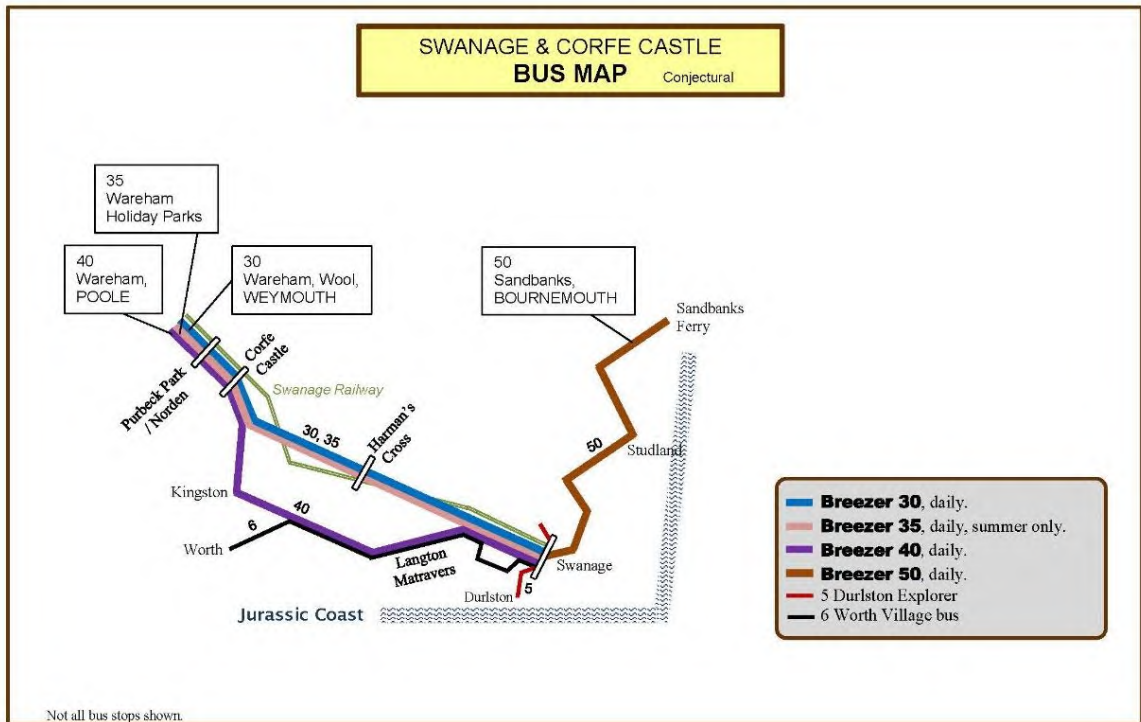 SWANAGE & CORFE CASTLE
BUS MAP Conjectural
35
Wareham
Holiday Parks
40
Wareham,
POOLE
30
Wareham, Wool,
WEYMOUTH
50
Sandbanks,
BOURNEMOUTH
Sandbanks
Ferry
Corfe
Castle
Purbeck Park
/ Norden
Swanage Railway
30, 35
Harman's
Cross
50
Studland
Kingston
40
6
Worth
Langton
Matravers
Swanage
5
Durlston
Jurassic Coast
Breezer 30, daily.
Breezer 35, daily, summer only.
Breezer 40, daily.
Breezer 50, daily.
5 Durlston Explorer
6 Worth Village bus
Not all bus stops shown.